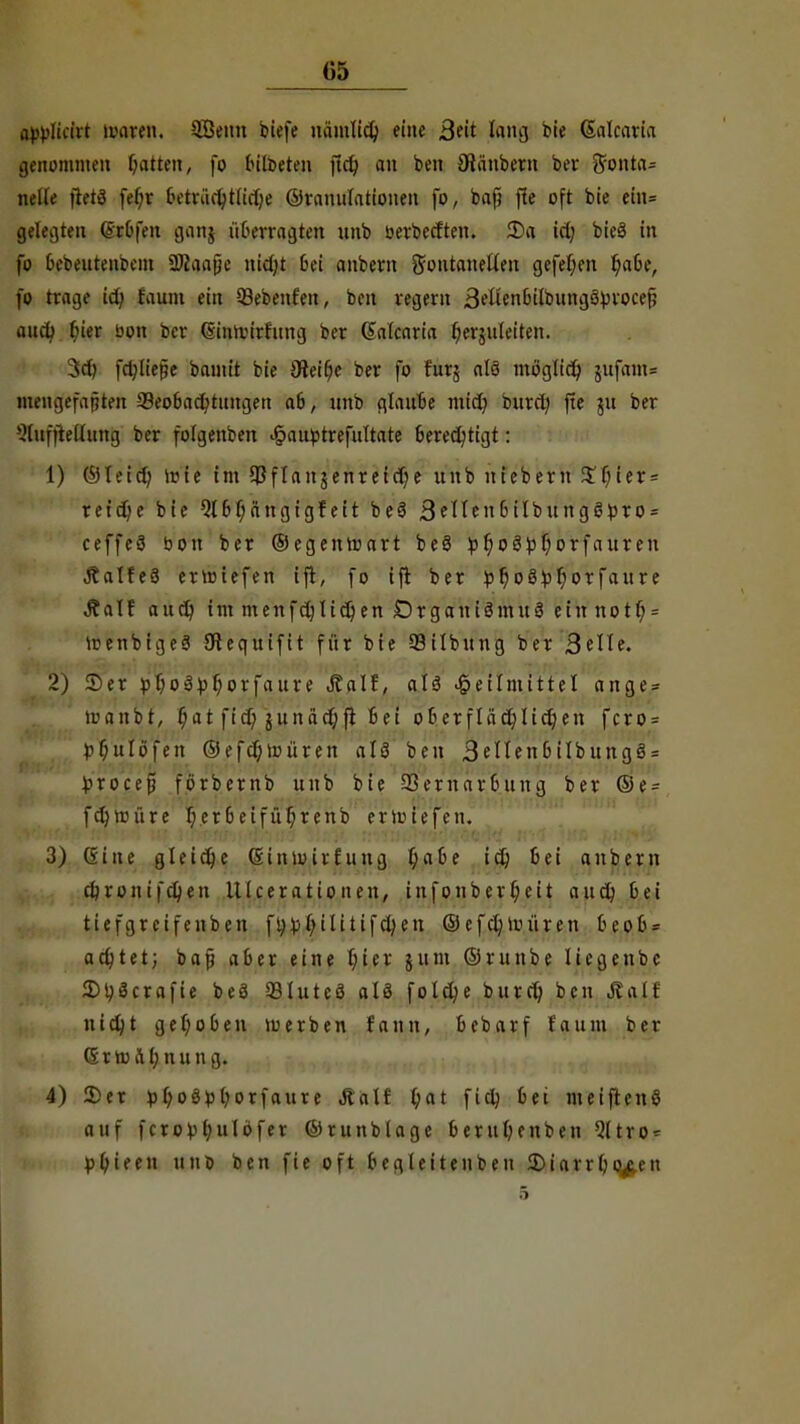 65
applicirt waren. Wenn diese nämlich eine Zeit lang die Calcaria
genommen hatten, so bildeten sich an den Rändern der Fonta-
nelle stets sehr beträchtliche Granulationen so, daß sie oft die ein-
gelegten Erbsen ganz überragten und verdeckten. Da ich dies in
so bedeutendem Maaße nicht bei andern Fontanellen gesehen habe,
so trage ich kaum ein Bedenken, den regern Zellenbildungsproceß
auch hier von der Einwirkung der Calcaria herzuleiten.
Ich schließe damit die Reihe der so kurz als möglich zusam-
mengefaßten Beobachtungen ab, und glaube mich durch sie zu der
Aufstellung der folgenden Hauptresultate berechtigt:
1) Gleich wie im Pflanzenreiche und niedern Thier-
reiche die Abhängigkeit des Zellenbildungspro-
cesses von der Gegenwart des phosphorsauren
Kalkes erwiesen ist, so ist der phosphorsaure
Kalk auch im menschlichen Organismus ein noth-
wendiges Requisit für die Bildung der Zelle.
2) Der phosphorsaure Kalk, als Heilmittel ange-
wandt, hat sich zunächst bei oberflächlichen scro-
phulösen Geschwüren als den Zellenbildungs-
proceß fördernd und die Vernarbung der Ge-
schwüre herbeiführend erwiesen.
3) Eine gleiche Einwirkung habe ich bei andern
chronischen Ulcerationen, insonderheit auch bei
tiefgreifenden syphilitischen Geschwüren beob-
achtet; daß aber eine hier zum Grunde liegende
Dyscrasie des Blutes als solche durch den Kalk
nicht gehoben werden kann, bedarf kaum der
Erwähnung.
4) Der phosphorsaure Kalk hat sich bei meistens
auf scrophulöser Grundlage beruhenden Atro-
phieen und den sie oft begleitenden Diarrhoeen
5